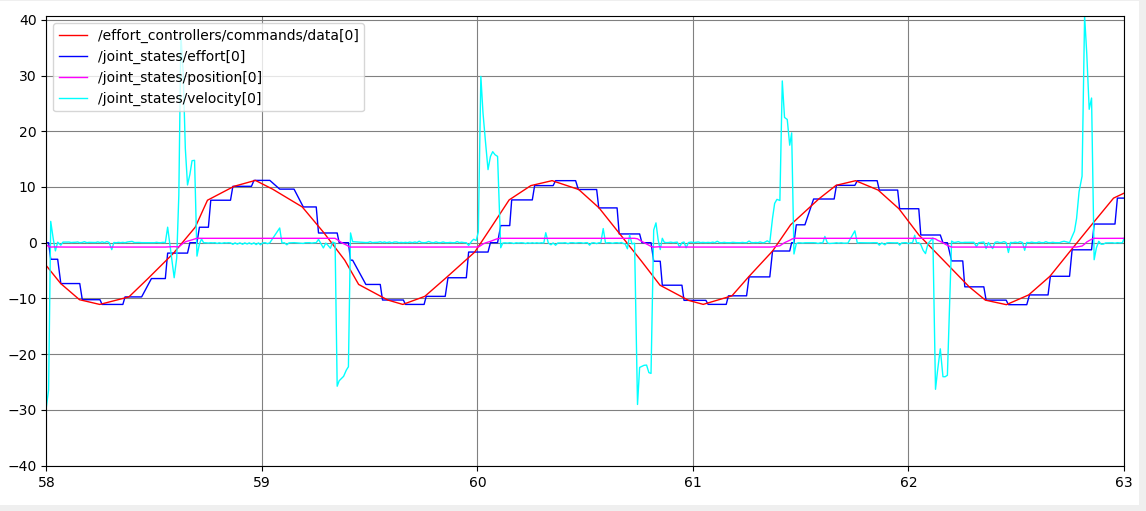 40
30
20
10
0
−10
−20
−30
−40
/effort_controllers/commands/data[0]
/joint_states/effort[0]
/joint_states/position[0]
/joint_states/velocity[0]
58 59 60 61 62 63